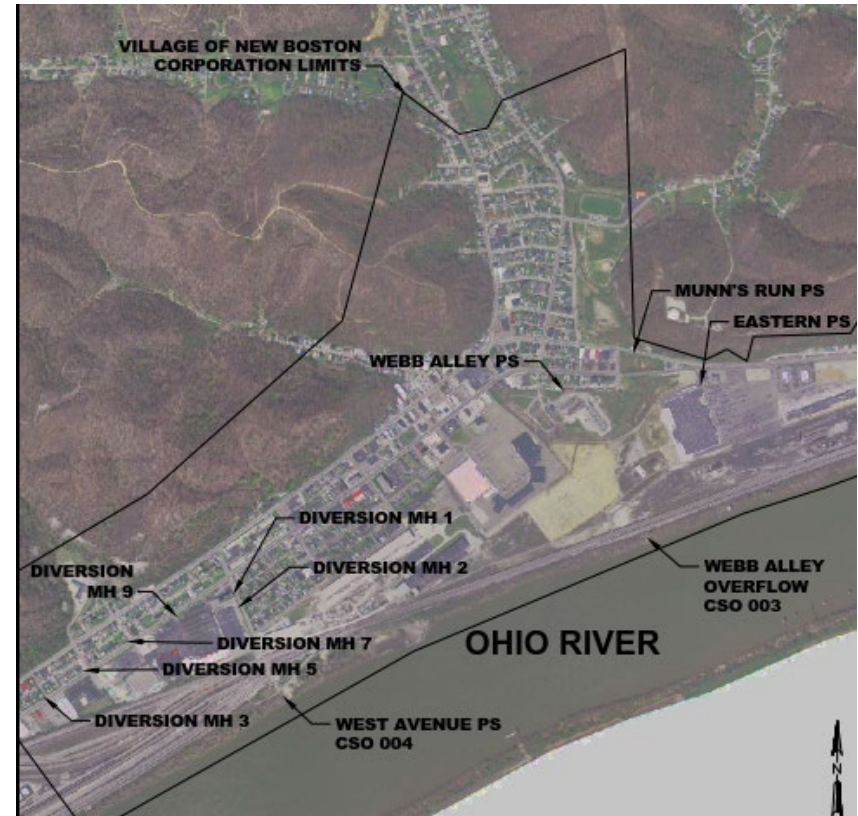 VILLAGE OF NEW BOSTON
CORPORATION LIMITS
MUNN'S RUN PS
EASTERN PS
WEBB ALLEY PS
DIVERSION MH 1
DIVERSION
MH 9
DIVERSION MH 2
WEBB ALLEY
OVERFLOW
CSO 003
DIVERSION MH 7
OHIO RIVER
DIVERSION MH 5
DIVERSION MH 3
WEST AVENUE PS
CSO 004
N